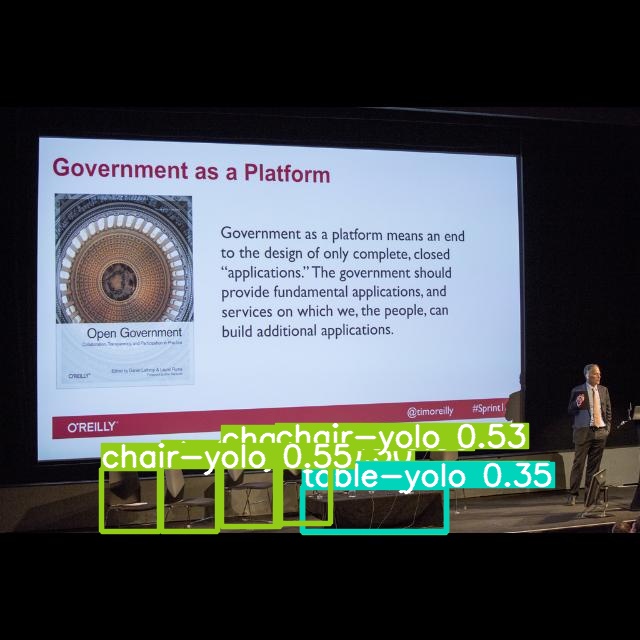 Government as a Platform
Government as a platform means an end
to the design of only complete, closed
“applications.” The government should
provide fundamental applications, and
services on which we, the people, can
build additional applications.
Open Government
Collaboration, Transparency, and Participation in Practice
Edited by Daniel Lathrop & Laurel Ruma
O'REILLY
O'REILLY
@timoreilly #Sprint
chair-yolo 0.53
chair-yolo 0.55
table-yolo 0.35